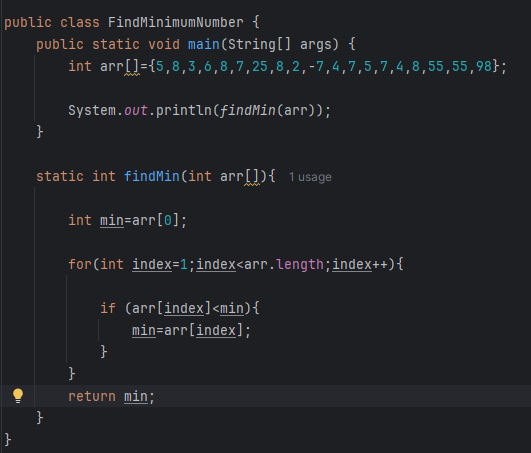 public class FindMinimumNumber {
    public static void main(String[] args) {
        int arr[]={5,8,3,6,8,7,25,8,2,-7,4,7,5,7,4,8,55,55,98};
        System.out.println(findMin(arr));
    }
    static int findMin(int arr[]){ 1 usage
        int min=arr[0];
        for(int index=1;index<arr.length;index++){
            if (arr[index]<min){
                min=arr[index];
            }
        }
        return min;
    }
}